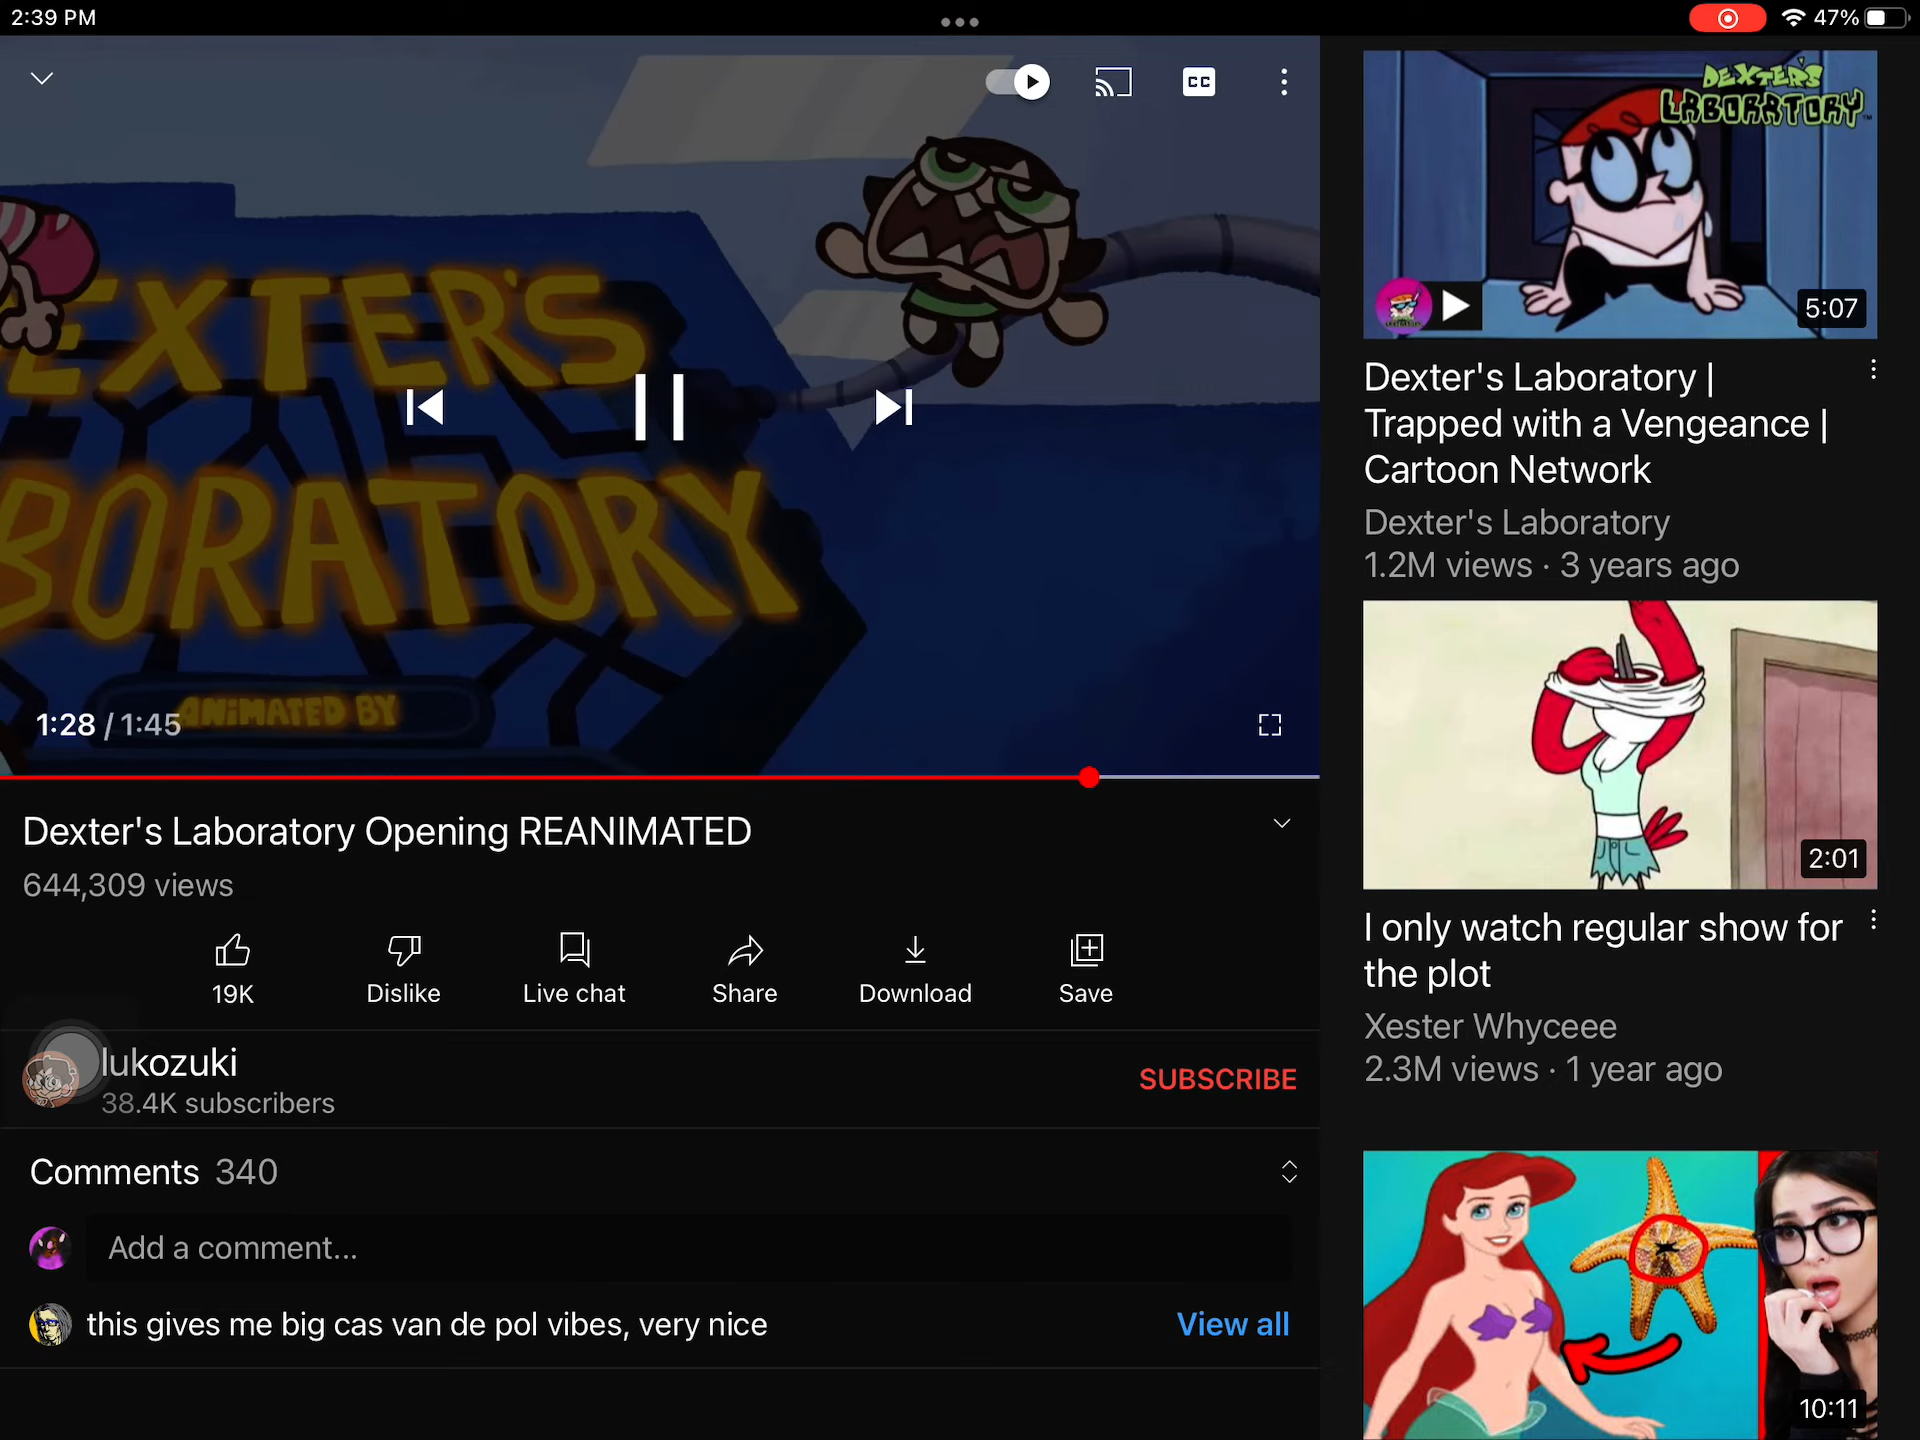 2:39 PM
47%
CC
EXTER'S
BORATORY
ANIMATED BY
1:28 / 1:45
Dexter's Laboratory Opening REANIMATED
644,309 views
19K
Dislike
Live chat
Share
Download
Save
lukozuki
38.4K subscribers
SUBSCRIBE
Comments 340
Add a comment...
this gives me big cas van de pol vibes, very nice
View all
DEXTER'S
LABORATORY
5:07
Dexter's Laboratory |
Trapped with a Vengeance |
Cartoon Network
Dexter's Laboratory
1.2M views · 3 years ago
2:01
I only watch regular show for
the plot
Xester Whyceee
2.3M views · 1 year ago
10:11